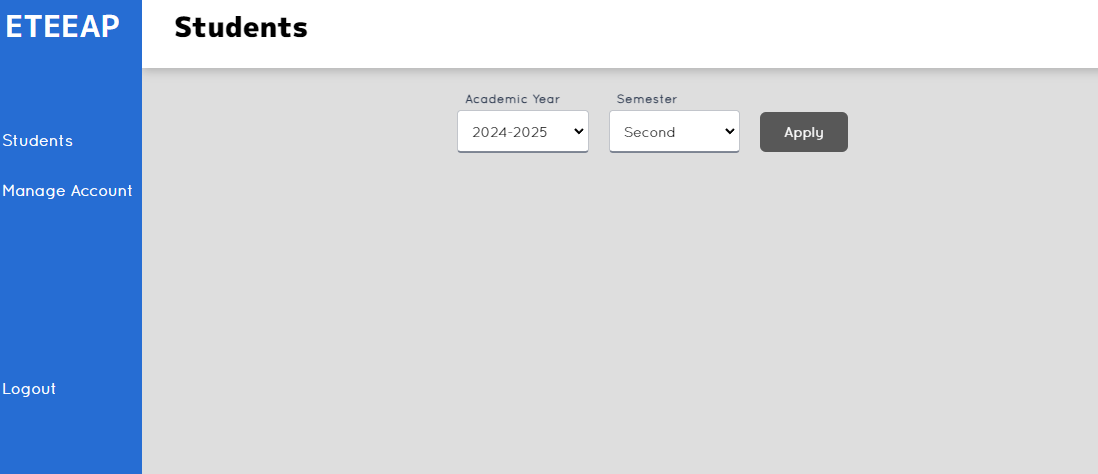 ETEEAP
Students
Students
Manage Account
Logout
Academic Year
Semester
2024-2025
Second
Apply